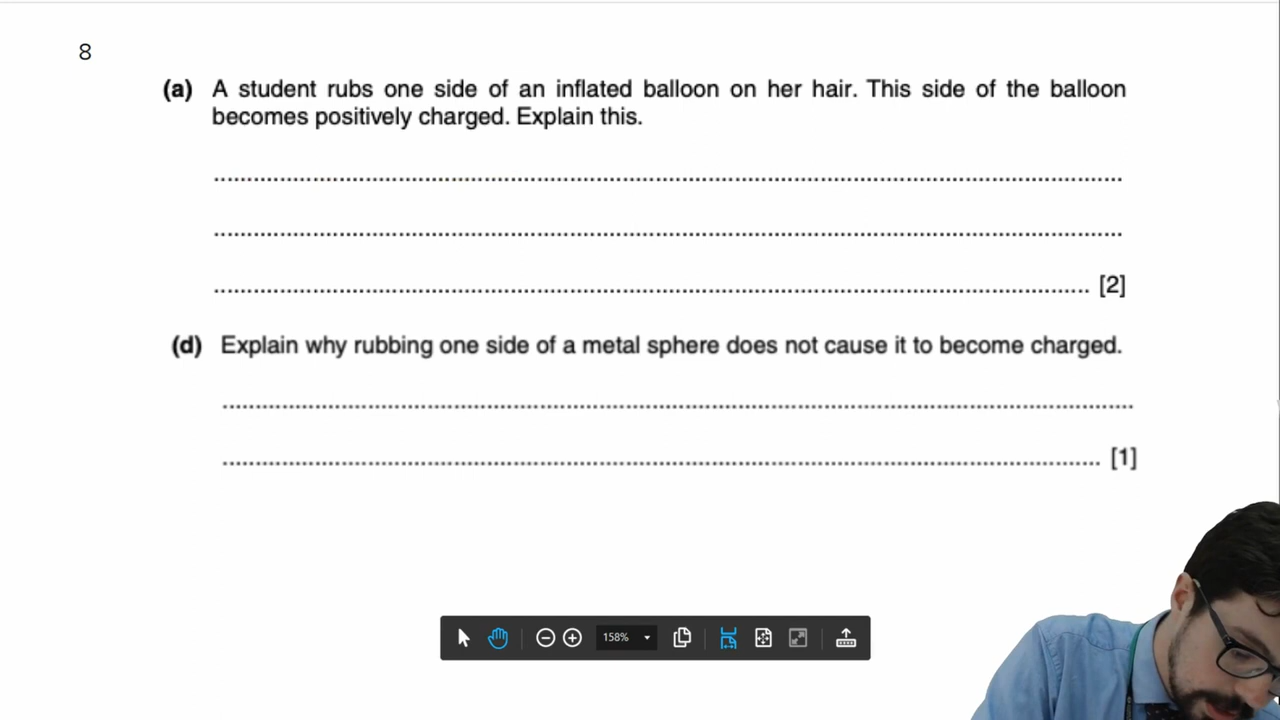 8
(a) A student rubs one side of an inflated balloon on her hair. This side of the balloon
becomes positively charged. Explain this.
[2]
(d) Explain why rubbing one side of a metal sphere does not cause it to become charged.
[1]
158%